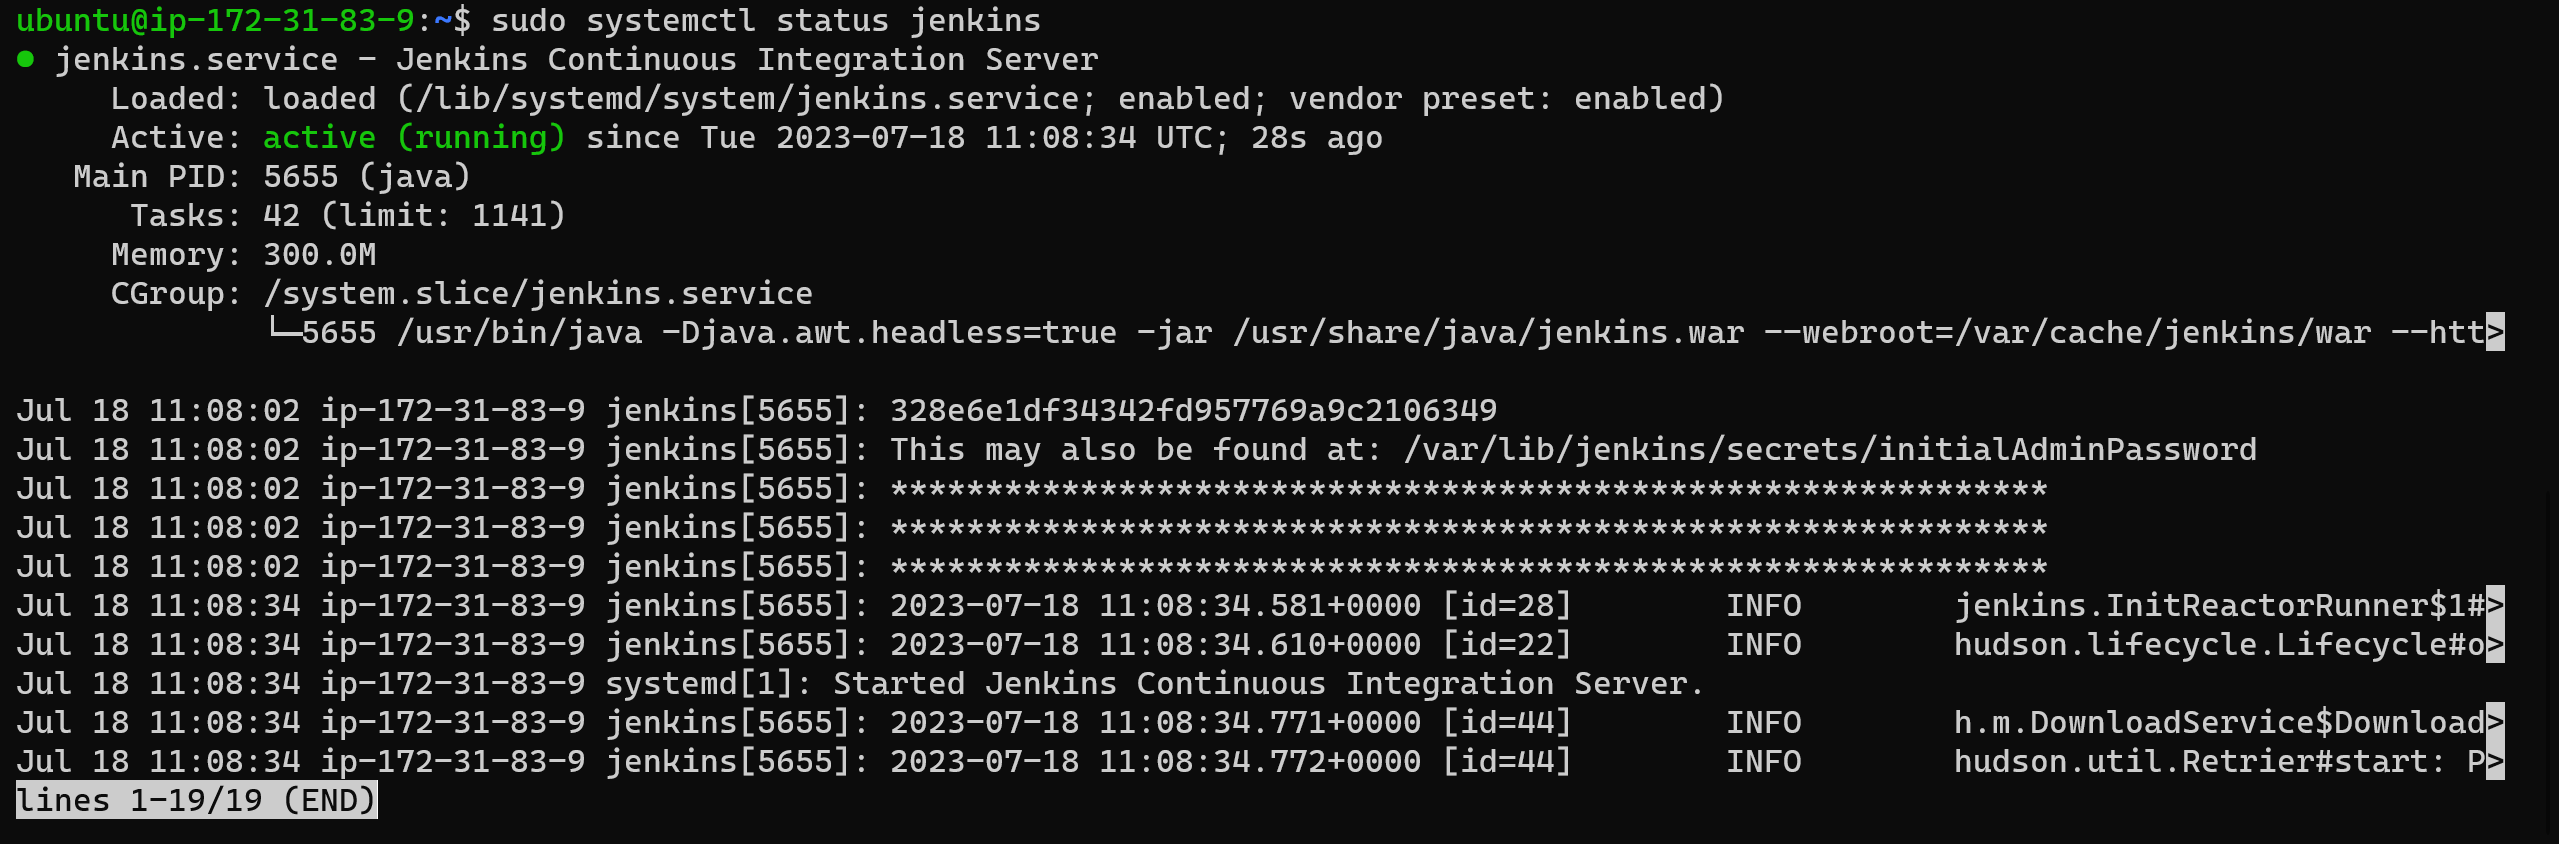 ubuntu@ip-172-31-83-9:~$ sudo systemctl status jenkins
● jenkins.service - Jenkins Continuous Integration Server
     Loaded: loaded (/lib/systemd/system/jenkins.service; enabled; vendor preset: enabled)
     Active: active (running) since Tue 2023-07-18 11:08:34 UTC; 28s ago
   Main PID: 5655 (java)
      Tasks: 42 (limit: 1141)
     Memory: 300.0M
     CGroup: /system.slice/jenkins.service
             └─5655 /usr/bin/java -Djava.awt.headless=true -jar /usr/share/java/jenkins.war --webroot=/var/cache/jenkins/war --htt>

Jul 18 11:08:02 ip-172-31-83-9 jenkins[5655]: 328e6e1df34342fd957769a9c2106349
Jul 18 11:08:02 ip-172-31-83-9 jenkins[5655]: This may also be found at: /var/lib/jenkins/secrets/initialAdminPassword
Jul 18 11:08:02 ip-172-31-83-9 jenkins[5655]: *************************************************************
Jul 18 11:08:02 ip-172-31-83-9 jenkins[5655]: *************************************************************
Jul 18 11:08:02 ip-172-31-83-9 jenkins[5655]: *************************************************************
Jul 18 11:08:34 ip-172-31-83-9 jenkins[5655]: 2023-07-18 11:08:34.581+0000 [id=28]        INFO        jenkins.InitReactorRunner$1#>
Jul 18 11:08:34 ip-172-31-83-9 jenkins[5655]: 2023-07-18 11:08:34.610+0000 [id=22]        INFO        hudson.lifecycle.Lifecycle#o>
Jul 18 11:08:34 ip-172-31-83-9 systemd[1]: Started Jenkins Continuous Integration Server.
Jul 18 11:08:34 ip-172-31-83-9 jenkins[5655]: 2023-07-18 11:08:34.771+0000 [id=44]        INFO        h.m.DownloadService$Download>
Jul 18 11:08:34 ip-172-31-83-9 jenkins[5655]: 2023-07-18 11:08:34.772+0000 [id=44]        INFO        hudson.util.Retrier#start: P>
lines 1-19/19 (END)